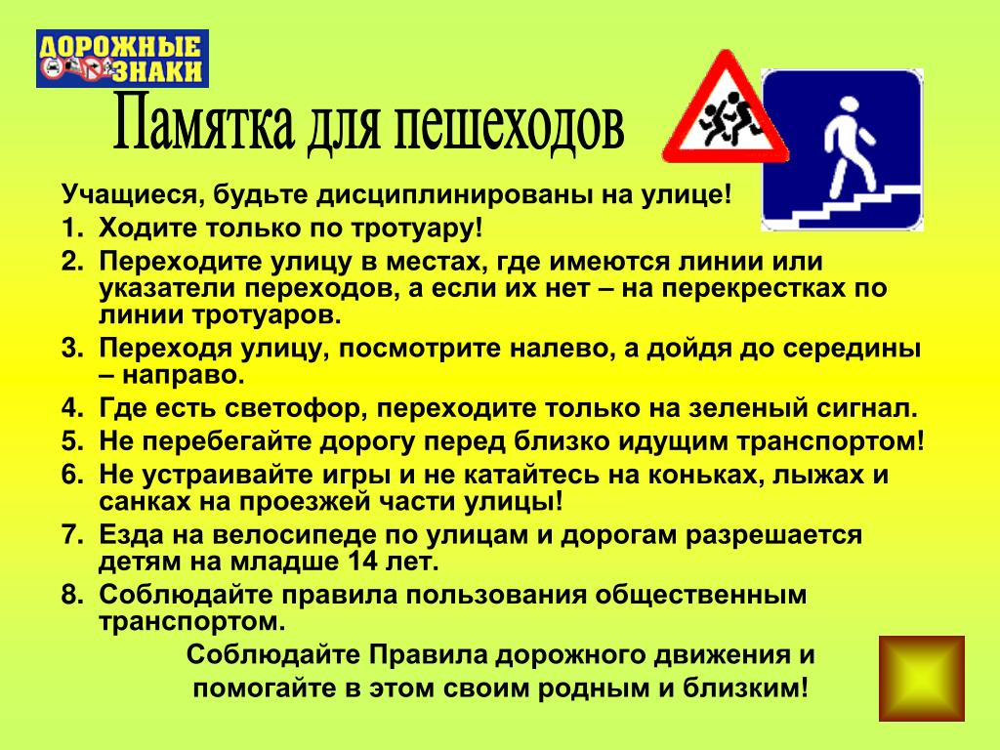 ДОРОЖНЫЕ
ЗНАКИ
Памятка для пешеходов
Учащиеся, будьте дисциплинированы на улице!
1. Ходите только по тротуару!
2. Переходите улицу в местах, где имеются линии или
указатели переходов, а если их нет – на перекрестках по
линии тротуаров.
3. Переходя улицу, посмотрите налево, а дойдя до середины
– направо.
4. Где есть светофор, переходите только на зеленый сигнал.
5. Не перебегайте дорогу перед близко идущим транспортом!
6. Не устраивайте игры и не катайтесь на коньках, лыжах и
санках на проезжей части улицы!
7. Езда на велосипеде по улицам и дорогам разрешается
детям на младше 14 лет.
8. Соблюдайте правила пользования общественным
транспортом.
Соблюдайте Правила дорожного движения и
помогайте в этом своим родным и близким!